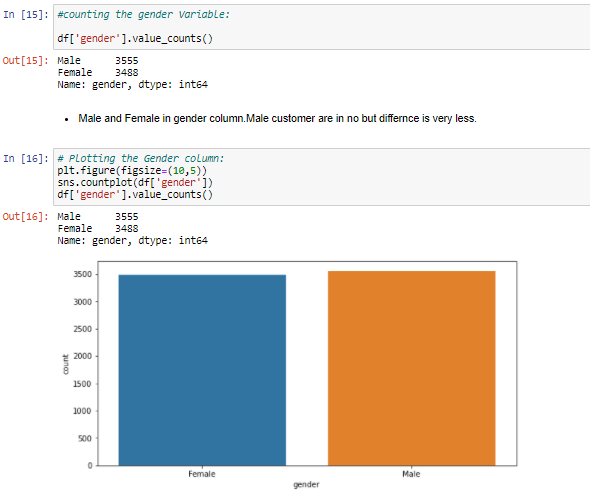 In [15]: #counting the gender Variable:
df['gender'].value_counts()
Out[15]: Male 3555
Female 3488
Name: gender, dtype: int64
• Male and Female in gender column.Male customer are in no but differnce is very less.
In [16]: # Plotting the Gender column:
plt.figure(figsize=(10,5))
sns.countplot(df['gender'])
df['gender'].value_counts()
Out[16]: Male 3555
Female 3488
Name: gender, dtype: int64
3500
3000
2500
2000
1500
1000
500
0
count
Female Male
gender